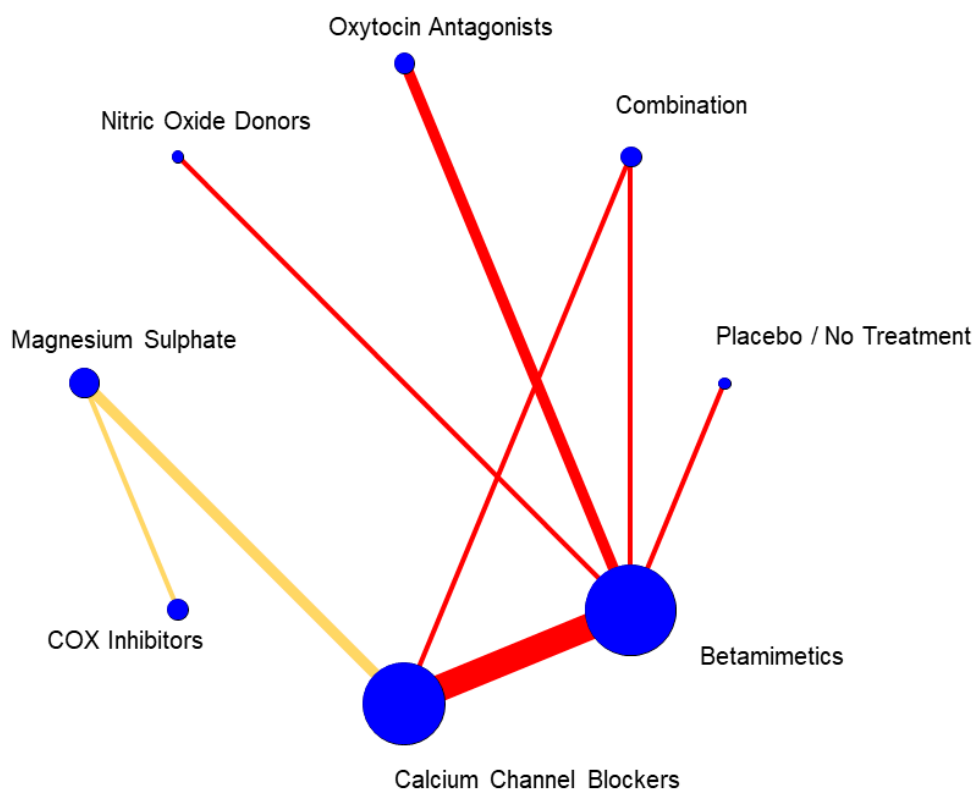 Oxytocin Antagonists
Combination
Nitric Oxide Donors
Placebo / No Treatment
Magnesium Sulphate
COX Inhibitors
Betamimetics
Calcium Channel Blockers